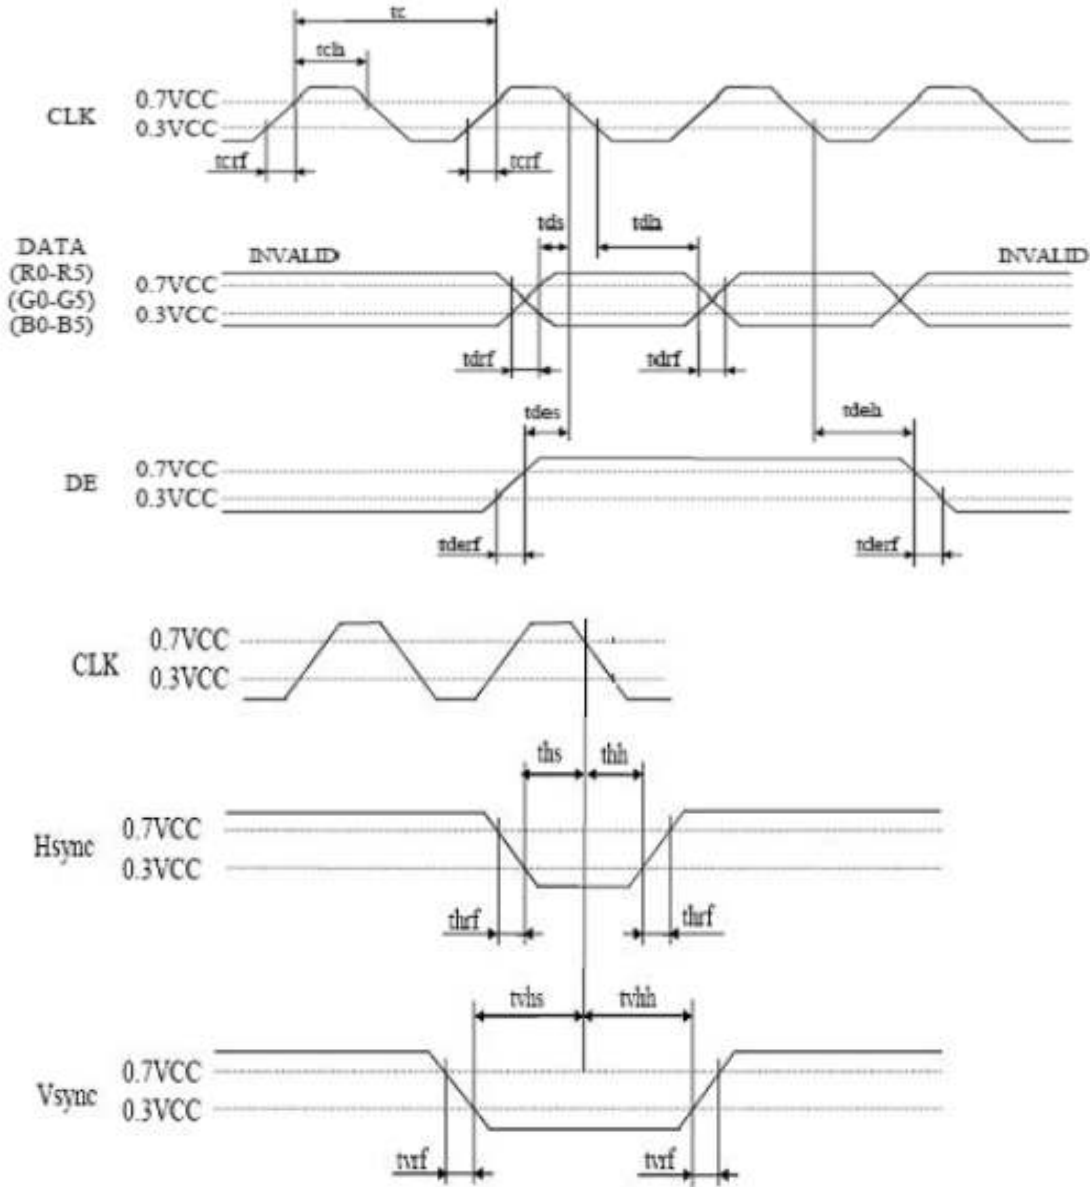 tc
tch
CLK
0.7VCC
0.3VCC
tcrf tcrf
tds tdh
DATA
(R0-R5)
(G0-G5)
(B0-B5)
INVALID INVALID
0.7VCC
0.3VCC
tdrf tdrf
tdes tdeh
DE
0.7VCC
0.3VCC
tderf tderf
CLK
0.7VCC
0.3VCC
ths thh
Hsync
0.7VCC
0.3VCC
thrf thrf
tvhs tvhh
Vsync
0.7VCC
0.3VCC
tvrf tvrf